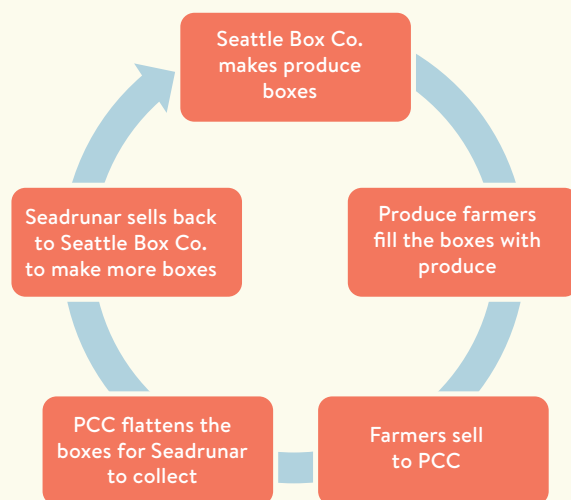 Seattle Box Co.
makes produce
boxes
Produce farmers
fill the boxes with
produce
Farmers sell
to PCC
PCC flattens the
boxes for Seadrunar
to collect
Seadrunar sells back
to Seattle Box Co.
to make more boxes